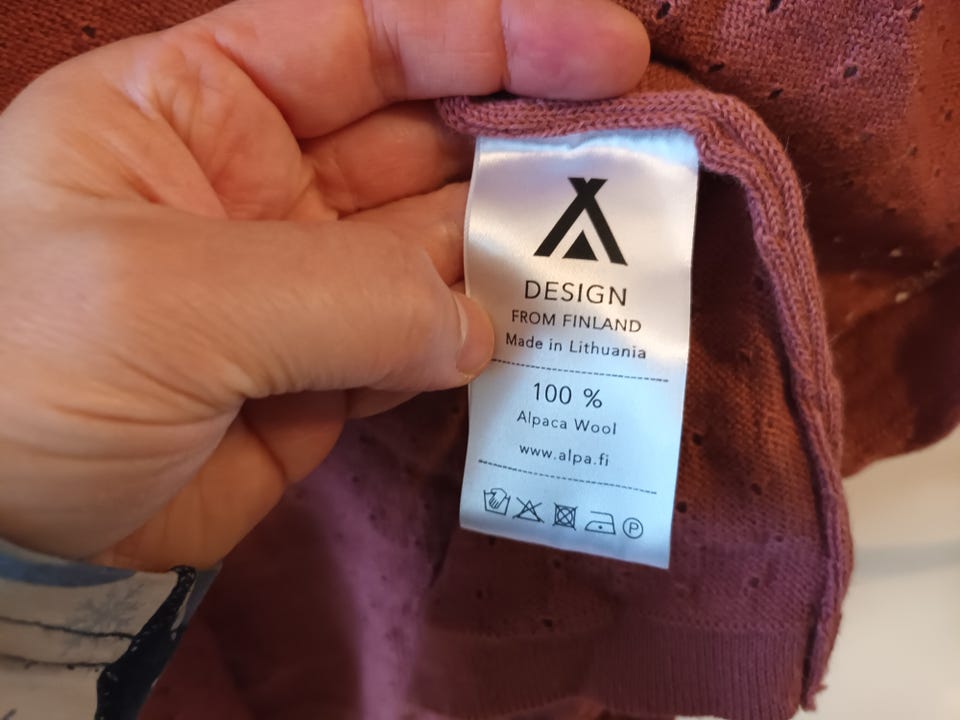 DESIGN
FROM FINLAND
Made in Lithuania
100 %
Alpaca Wool
www.alpa.fi
P